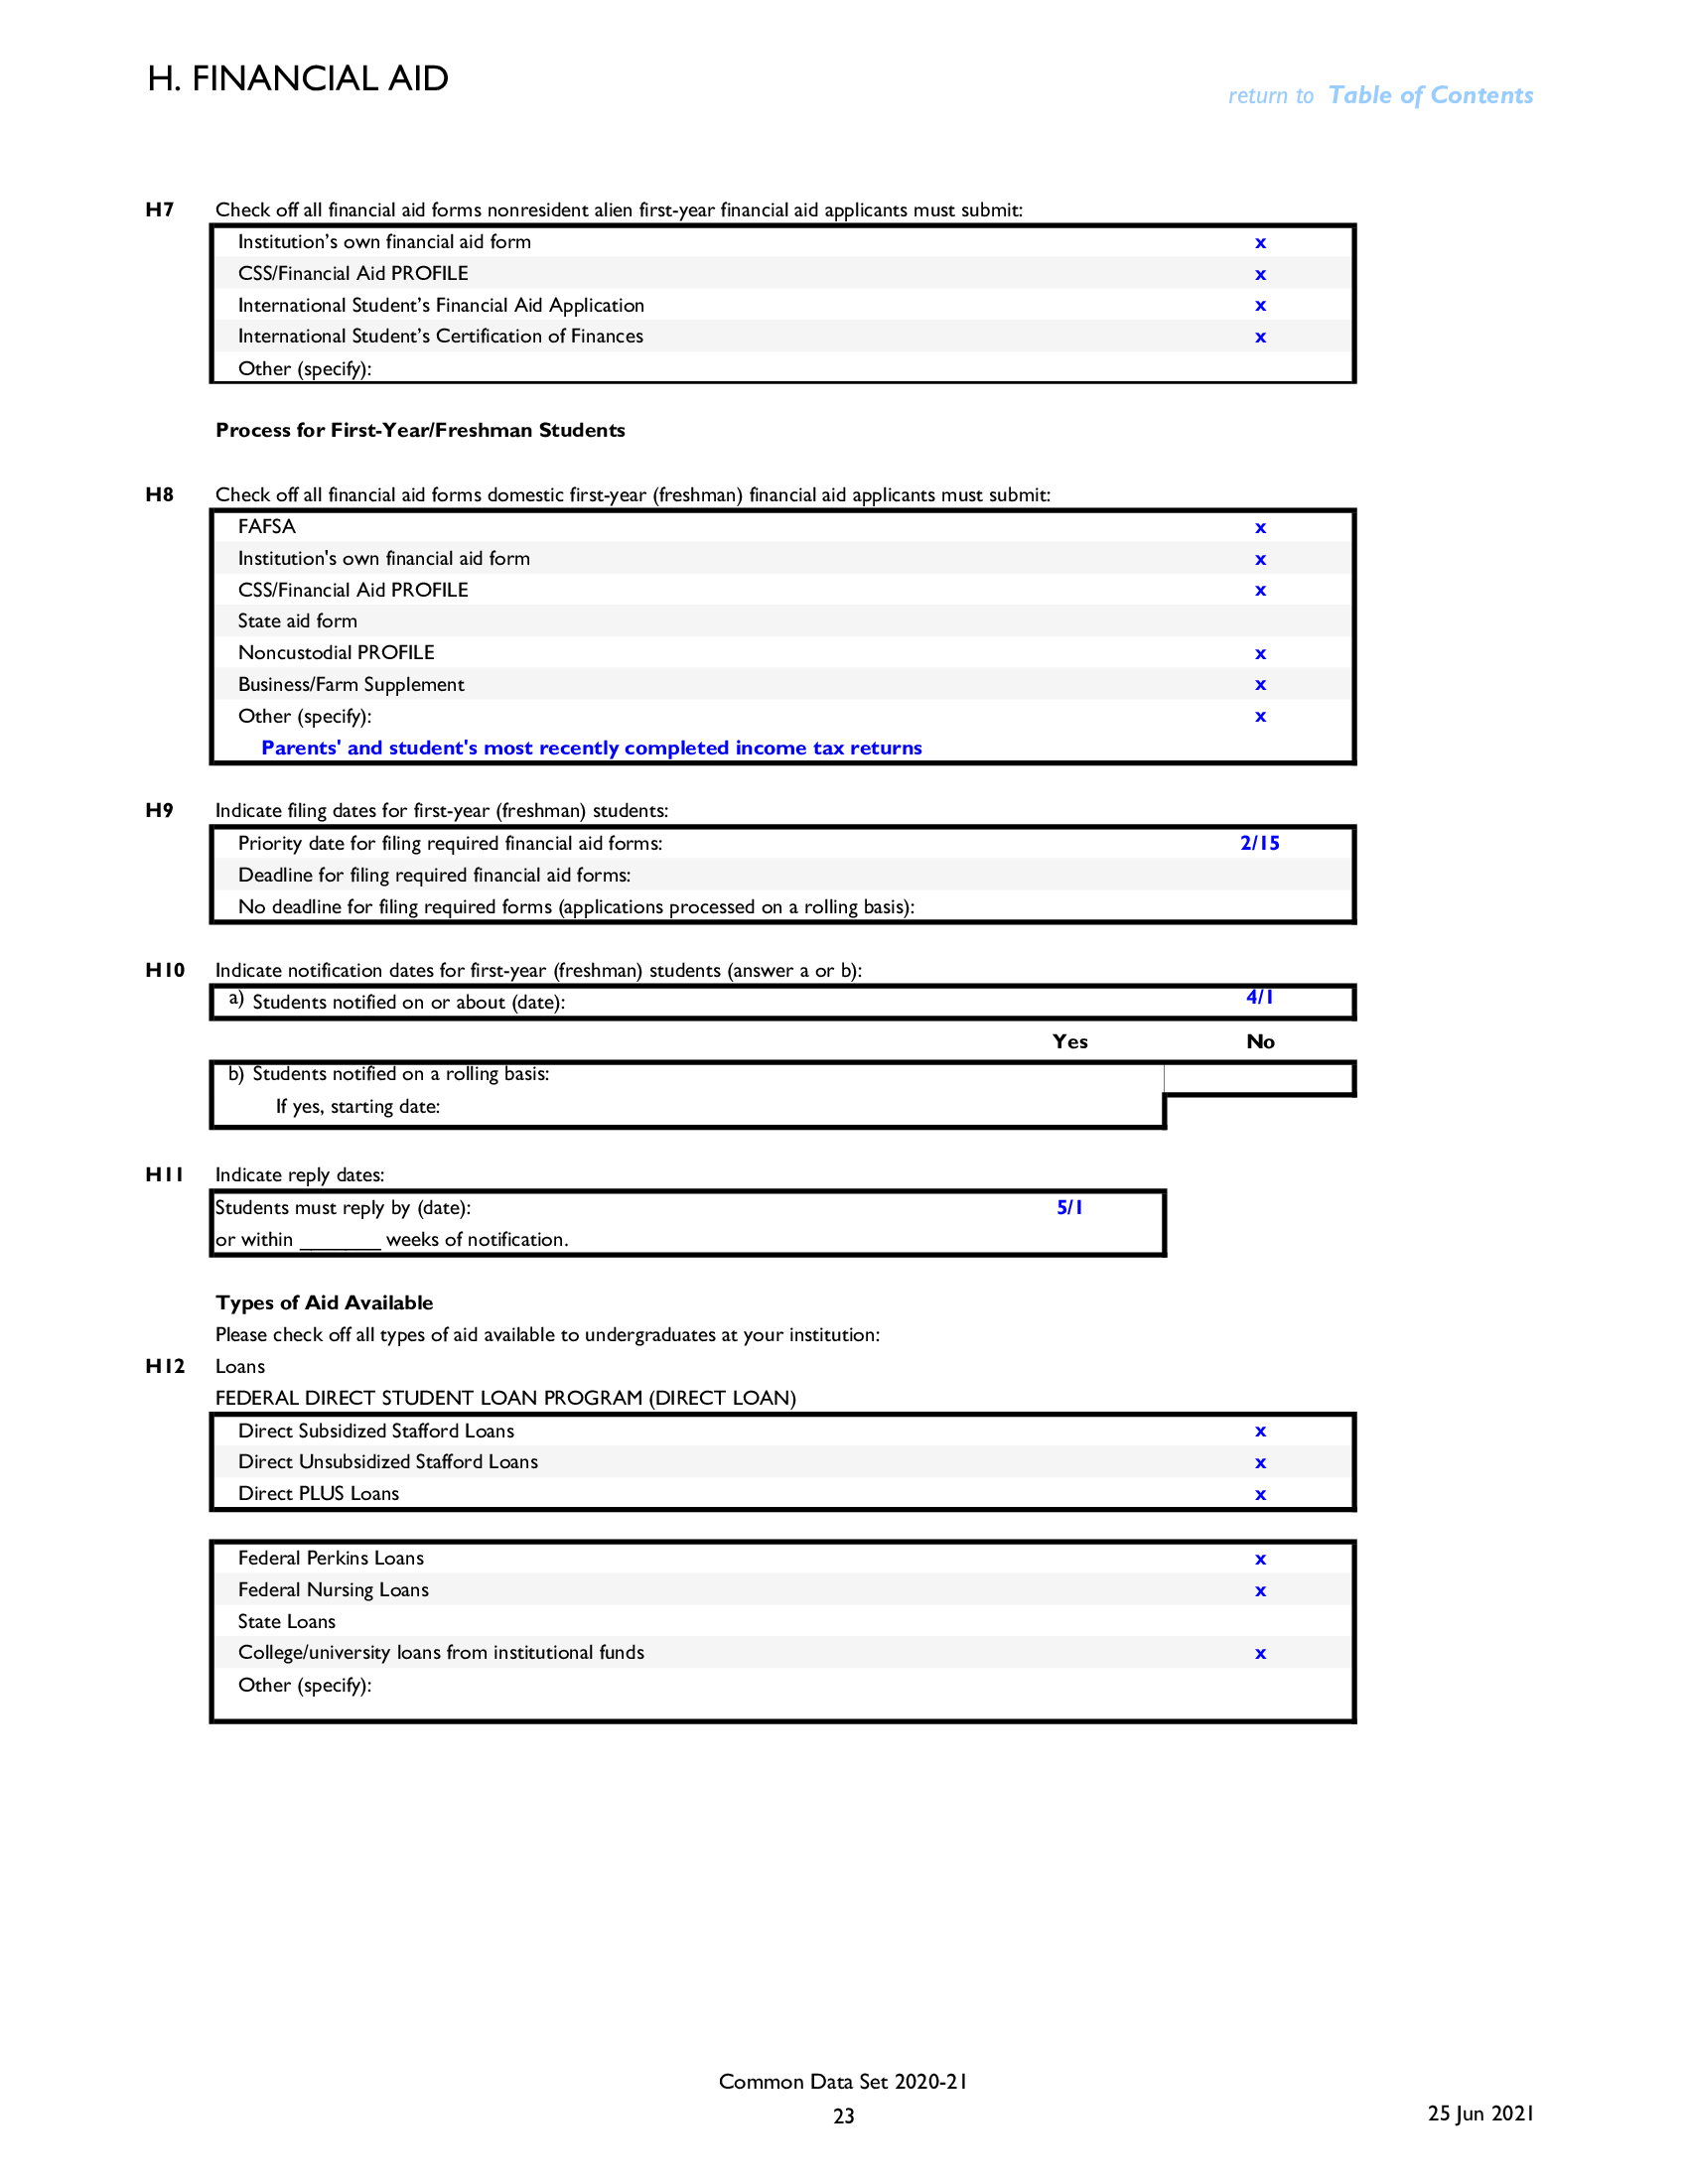 H. FINANCIAL AID
return to Table of Contents
H7 Check off all financial aid forms nonresident alien first-year financial aid applicants must submit:
Institution’s own financial aid form x
CSS/Financial Aid PROFILE x
International Student’s Financial Aid Application x
International Student’s Certification of Finances x
Other (specify):
Process for First-Year/Freshman Students
H8 Check off all financial aid forms domestic first-year (freshman) financial aid applicants must submit:
FAFSA x
Institution's own financial aid form x
CSS/Financial Aid PROFILE x
State aid form
Noncustodial PROFILE x
Business/Farm Supplement x
Other (specify): x
Parents' and student's most recently completed income tax returns
H9 Indicate filing dates for first-year (freshman) students:
Priority date for filing required financial aid forms: 2/15
Deadline for filing required financial aid forms:
No deadline for filing required forms (applications processed on a rolling basis):
H10 Indicate notification dates for first-year (freshman) students (answer a or b):
a) Students notified on or about (date): 4/1
Yes No
b) Students notified on a rolling basis:
If yes, starting date:
H11 Indicate reply dates:
Students must reply by (date): 5/1
or within _______ weeks of notification.
Types of Aid Available
Please check off all types of aid available to undergraduates at your institution:
H12 Loans
FEDERAL DIRECT STUDENT LOAN PROGRAM (DIRECT LOAN)
Direct Subsidized Stafford Loans x
Direct Unsubsidized Stafford Loans x
Direct PLUS Loans x
Federal Perkins Loans x
Federal Nursing Loans x
State Loans
College/university loans from institutional funds x
Other (specify):
Common Data Set 2020-21
23
25 Jun 2021